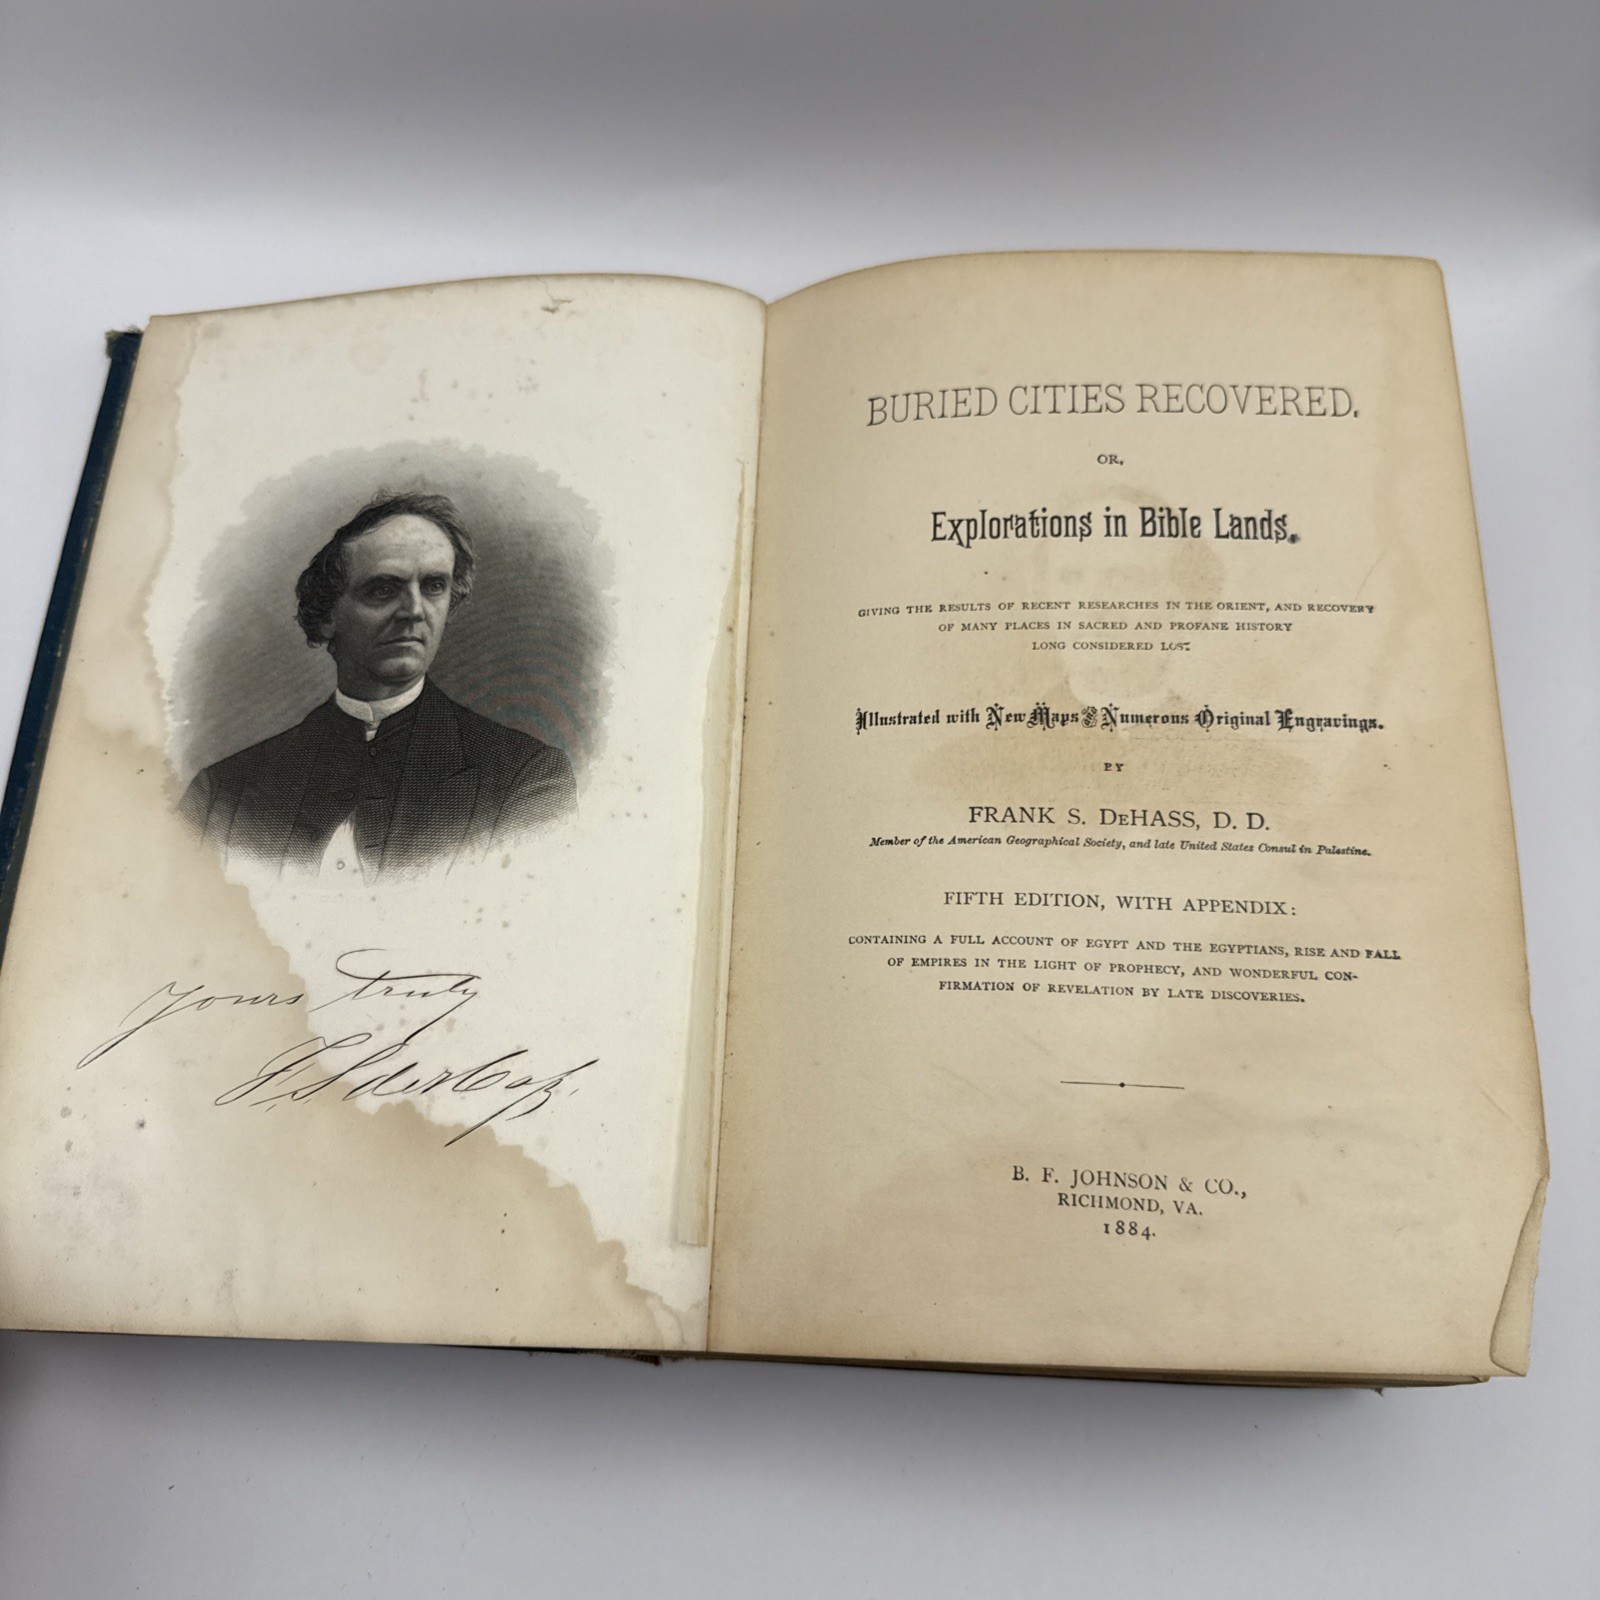 Yours truly
F. S. DeHass.
BURIED CITIES RECOVERED,
OR,
Explorations in Bible Lands.
GIVING THE RESULTS OF RECENT RESEARCHES IN THE ORIENT, AND RECOVERY
OF MANY PLACES IN SACRED AND PROFANE HISTORY
LONG CONSIDERED LOST
Illustrated with New Maps & Numerous Original Engravings.
BY
FRANK S. DEHASS, D. D.
Member of the American Geographical Society, and late United States Consul in Palestine.
FIFTH EDITION, WITH APPENDIX:
CONTAINING A FULL ACCOUNT OF EGYPT AND THE EGYPTIANS, RISE AND FALL
OF EMPIRES IN THE LIGHT OF PROPHECY, AND WONDERFUL CON-
FIRMATION OF REVELATION BY LATE DISCOVERIES.
B. F. JOHNSON & CO.,
RICHMOND, VA.
1884.